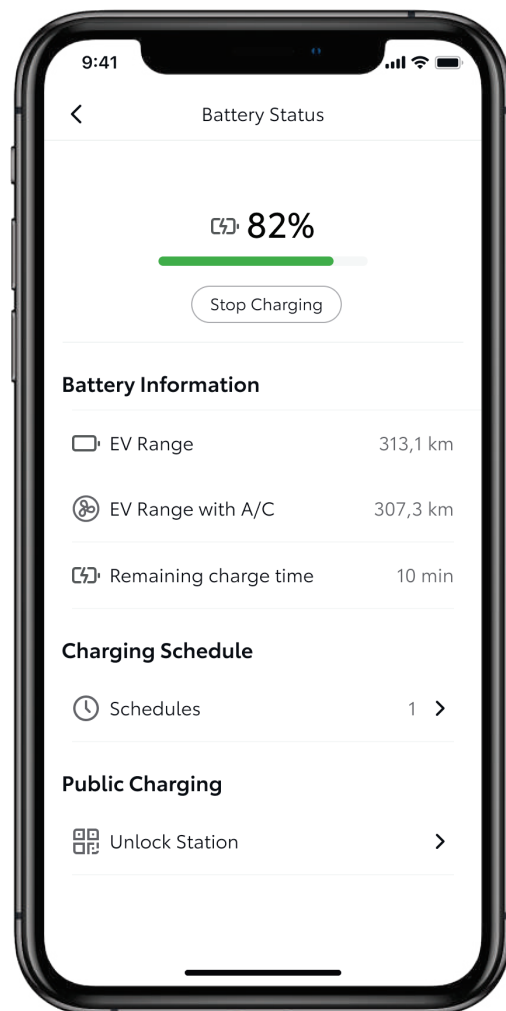 9:41
Battery Status
82%
Stop Charging
Battery Information
EV Range 313,1 km
EV Range with A/C 307,3 km
Remaining charge time 10 min
Charging Schedule
Schedules 1
Public Charging
Unlock Station